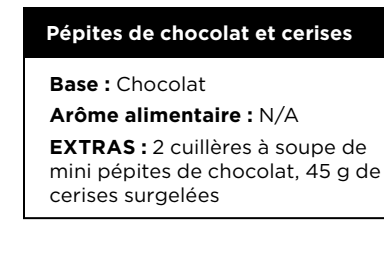 Pépites de chocolat et cerises
Base : Chocolat
Arôme alimentaire : N/A
EXTRAS : 2 cuillères à soupe de
mini pépites de chocolat, 45 g de
cerises surgelées